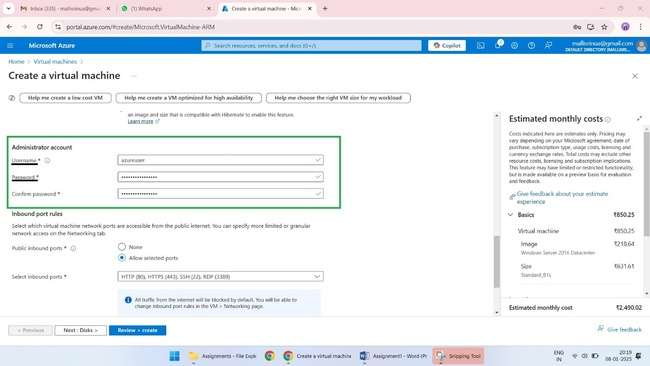 Inbox (335) - mallisrinivas@gmail
WhatsApp
Create a virtual machine - Micro
portal.azure.com/#create/Microsoft.VirtualMachine-ARM
Microsoft Azure
Search resources, services, and docs (G+/)
Copilot
DEFAULT DIRECTORY
Home > Virtual machines >
Create a virtual machine
Help me create a low cost VM
Help me create a VM optimized for high availability
Help me choose the right VM size for my workload
an image and size that is compatible with Hibernate to enable this feature.
Learn more
Administrator account
Username *
azureuser
Password *
Confirm password *
Inbound port rules
Select which virtual machine network ports are accessible from the public internet. You can specify more limited or granular
network access on the Networking tab.
Public inbound ports *
None
Allow selected ports
Select inbound ports *
HTTP (80), HTTPS (443), SSH (22), RDP (3389)
All traffic from the internet will be blocked by default. You will be able to
change inbound port rules in the VM > Networking page.
< Previous
Next : Disks >
Review + create
Estimated monthly costs
Costs indicated here are estimates only. Pricing may
vary depending on your Microsoft agreement, date of
purchase, subscription type, usage costs, licensing and
currency exchange rates. Total costs may include other
resource costs, licensing and subscription implications.
This feature may have limited or restricted functionality,
but is made available on a preview basis for evaluation
and feedback.
Give feedback about your estimate
experience
Basics
₹850.25
Virtual machine
₹850.25
Image
₹218.64
Windows Server 2016 Datacenter
Size
₹631.61
Standard_B1s
Estimated monthly cost
₹2,490.02
Give feedback
Assignments - File Expl
Create a virtual machine
Assignment1 - Word (Pr
Snipping Tool
ENG
IN
20:19
08-01-2025